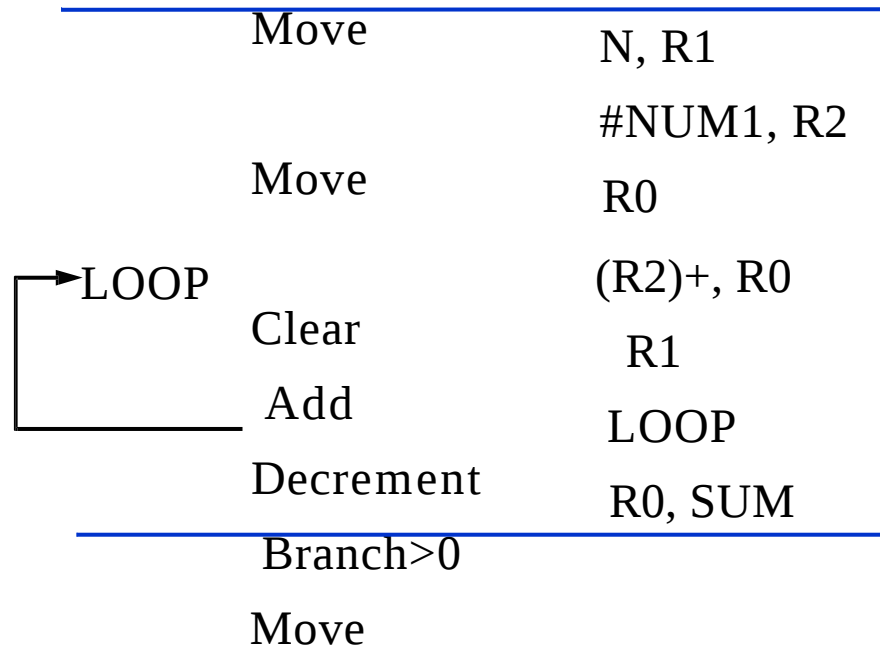 Move
N, R1
#NUM1, R2
Move
R0
(R2)+, R0
LOOP
Clear
R1
Add
LOOP
Decrement
R0, SUM
Branch>0
Move